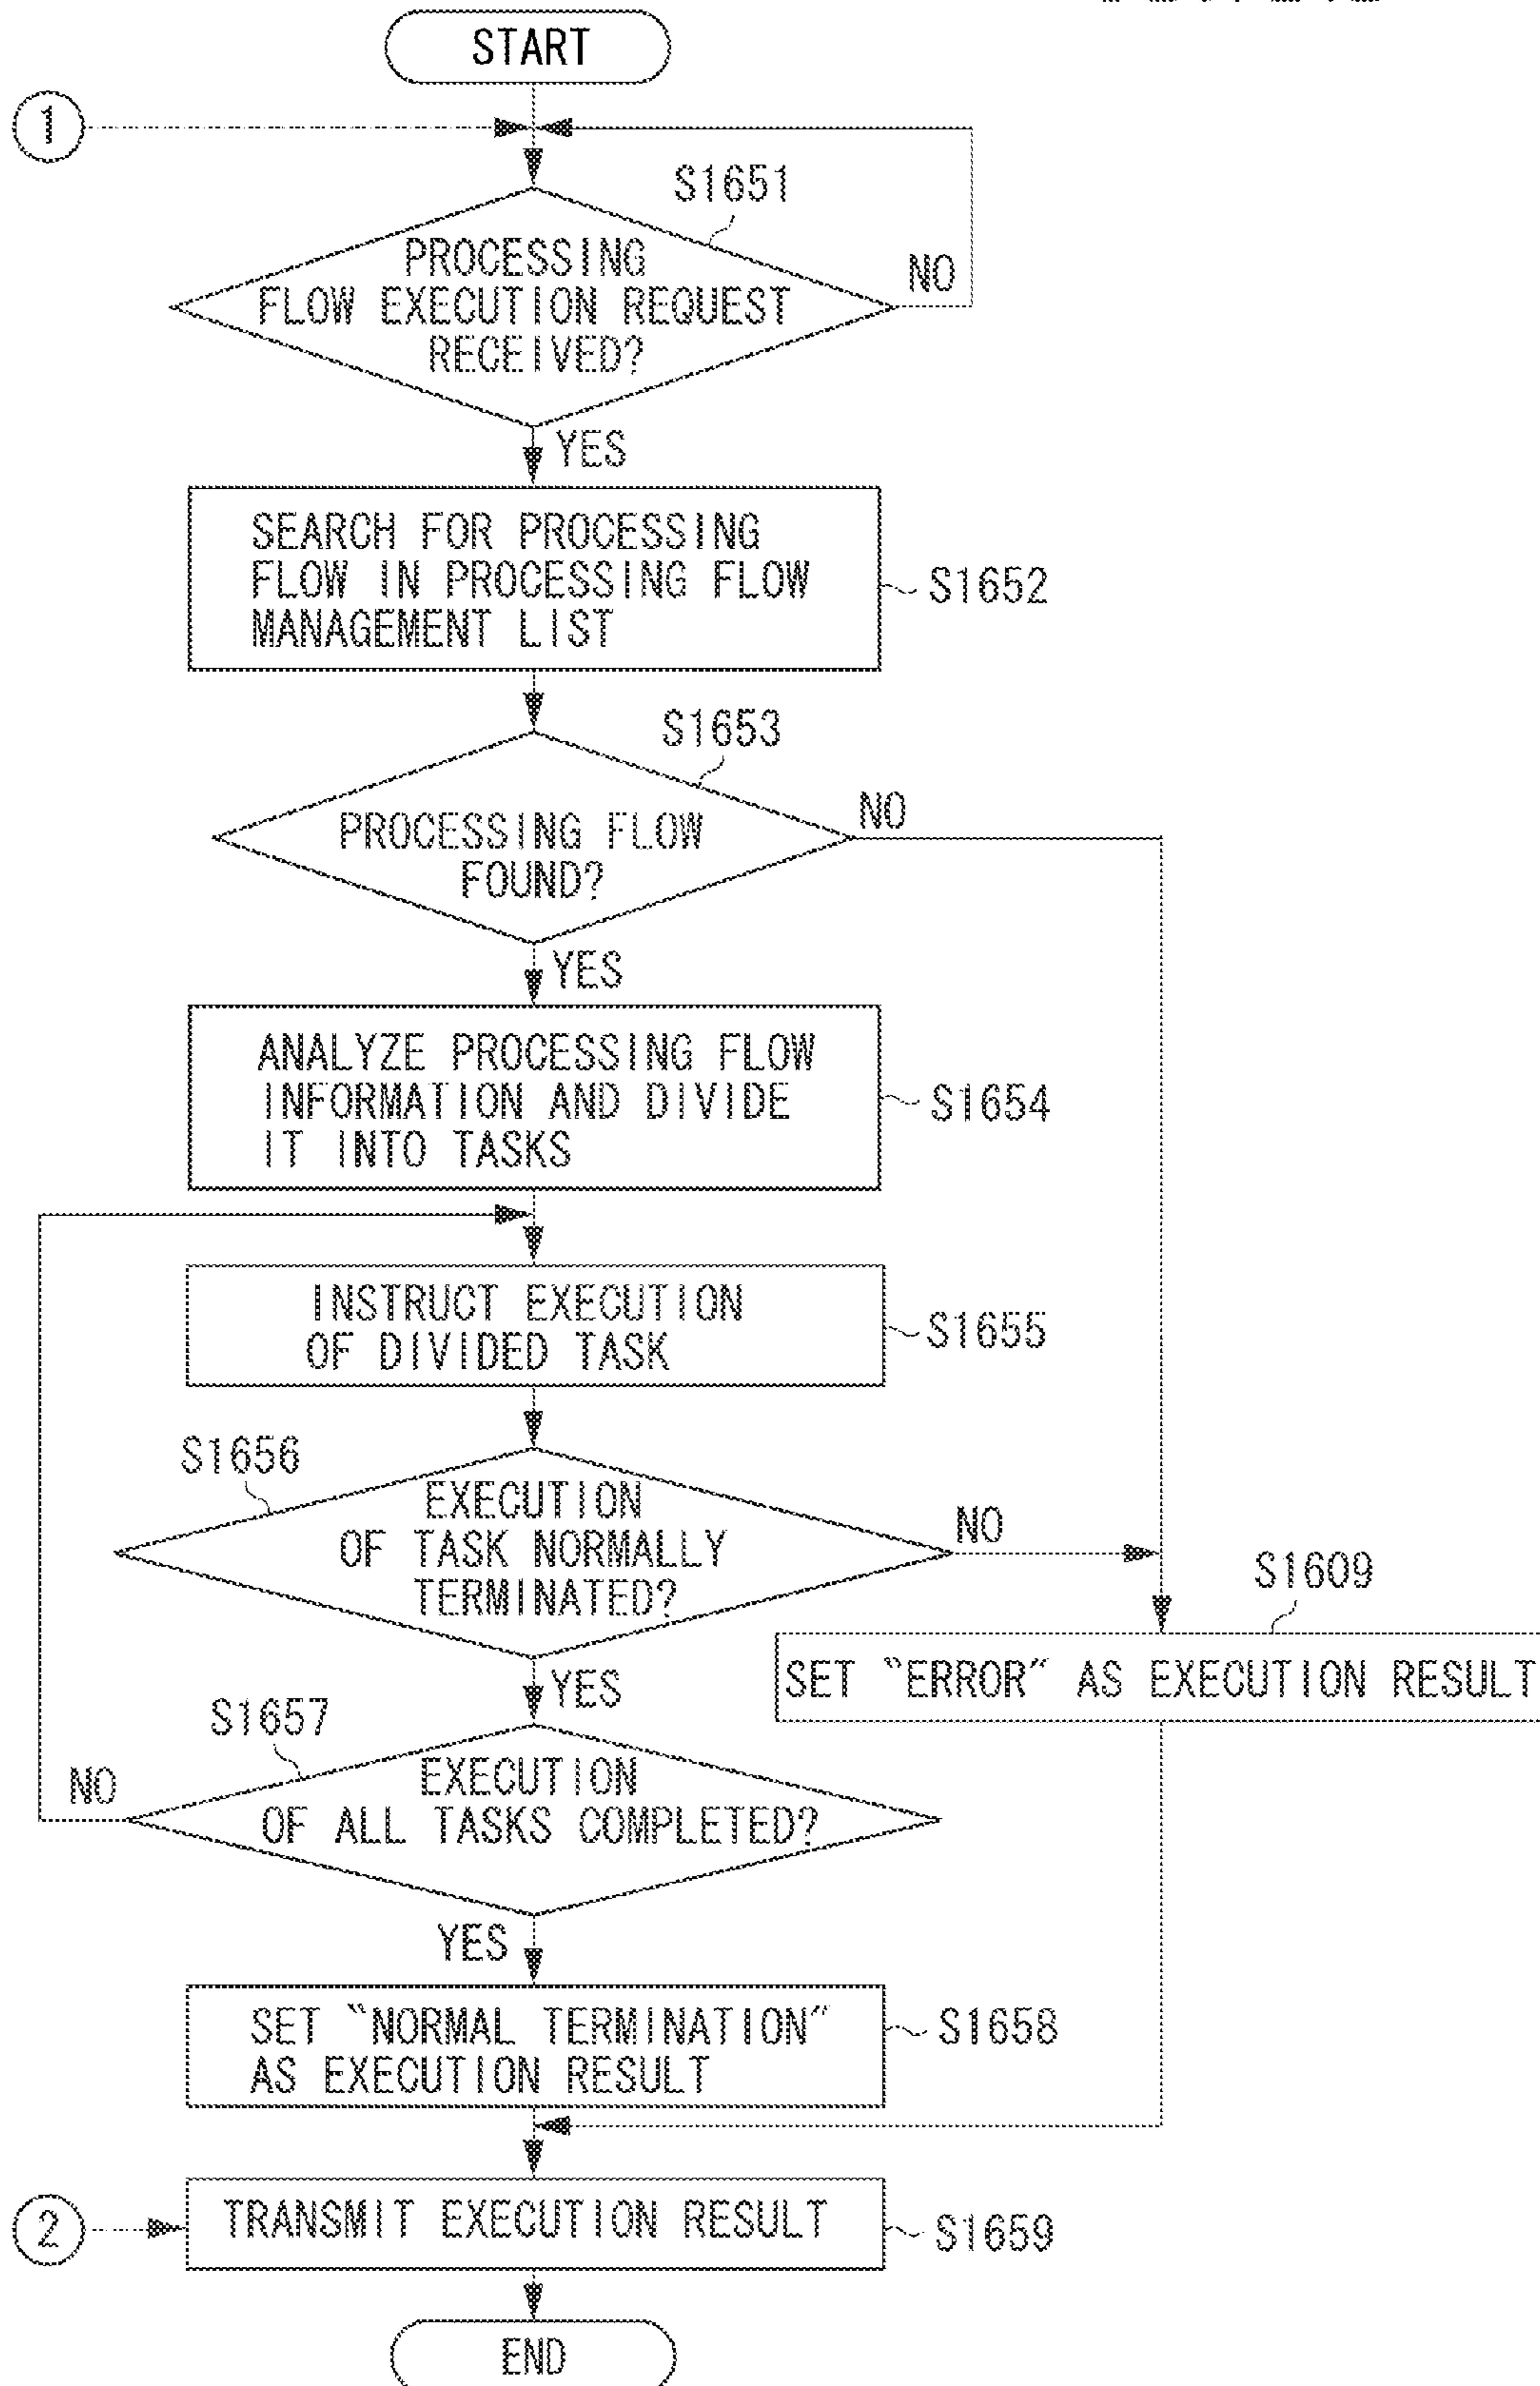 START
1
S1651
PROCESSING
FLOW EXECUTION REQUEST
RECEIVED?
NO
YES
SEARCH FOR PROCESSING
FLOW IN PROCESSING FLOW
MANAGEMENT LIST
S1652
S1653
PROCESSING FLOW
FOUND?
NO
YES
ANALYZE PROCESSING FLOW
INFORMATION AND DIVIDE
IT INTO TASKS
S1654
INSTRUCT EXECUTION
OF DIVIDED TASK
S1655
S1656
EXECUTION
OF TASK NORMALLY
TERMINATED?
NO
YES
S1609
SET “ERROR” AS EXECUTION RESULT
S1657
EXECUTION
OF ALL TASKS COMPLETED?
NO
YES
SET “NORMAL TERMINATION”
AS EXECUTION RESULT
S1658
2
TRANSMIT EXECUTION RESULT
S1659
END